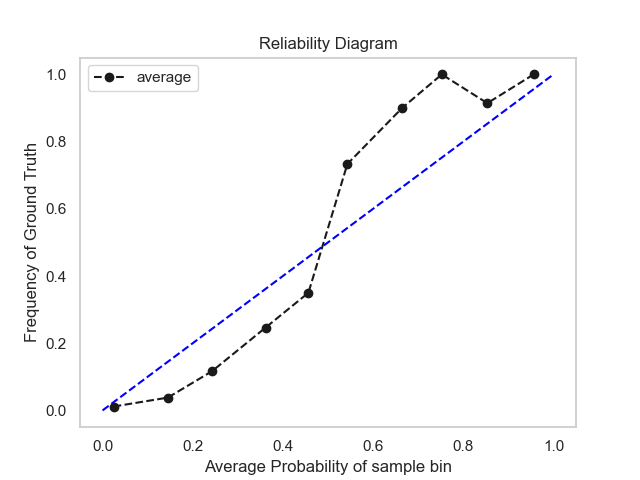 Reliability Diagram
average
Frequency of Ground Truth
1.0
0.8
0.6
0.4
0.2
0.0
0.0 0.2 0.4 0.6 0.8 1.0
Average Probability of sample bin